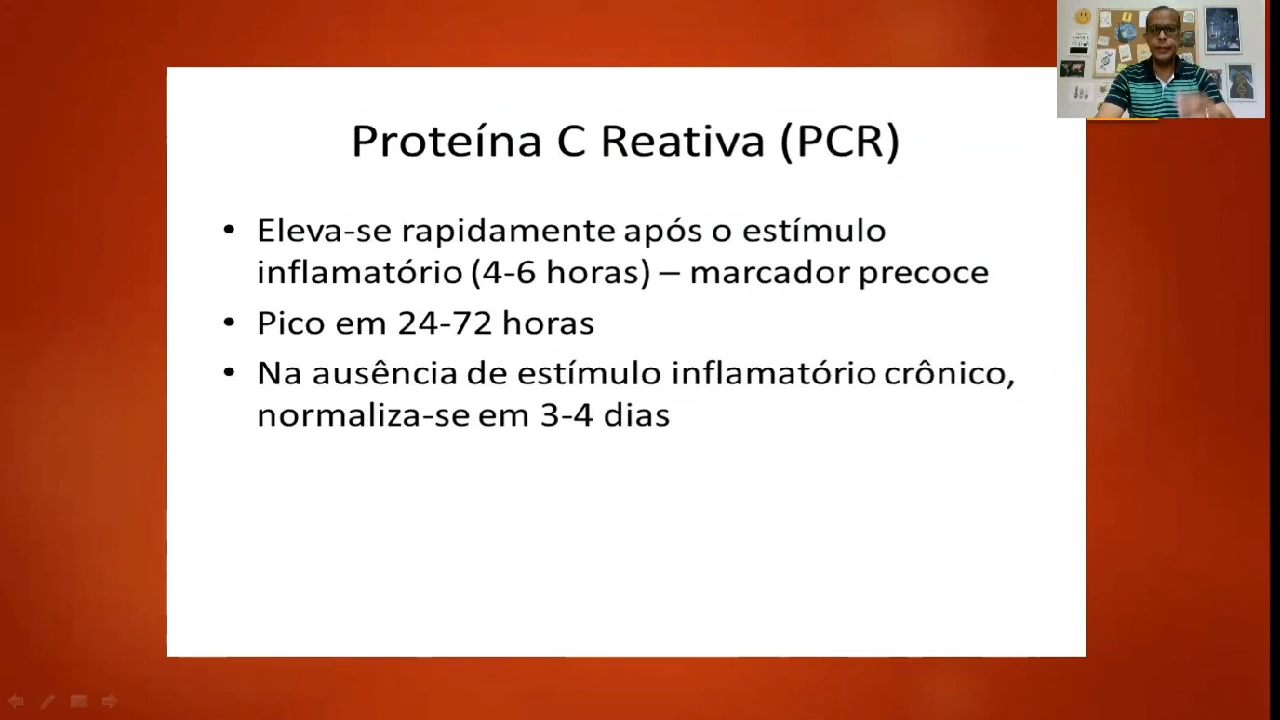 Proteína C Reativa (PCR)
• Eleva-se rapidamente após o estímulo
inflamatório (4-6 horas) – marcador precoce
• Pico em 24-72 horas
• Na ausência de estímulo inflamatório crônico,
normaliza-se em 3-4 dias